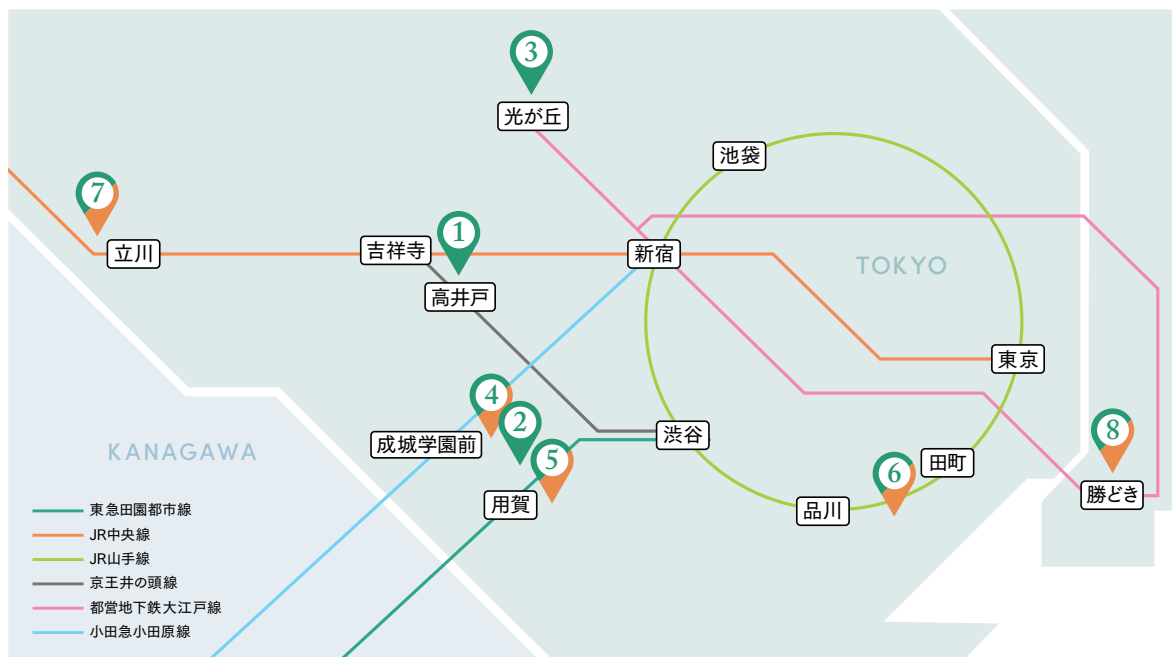 3
光が丘
池袋
7
1
立川
吉祥寺
新宿
TOKYO
高井戸
東京
4
2
8
成城学園前
渋谷
KANAGAWA
5
6
田町
用賀
品川
勝どき
東急田園都市線
JR中央線
JR山手線
京王井の頭線
都営地下鉄大江戸線
小田急小田原線